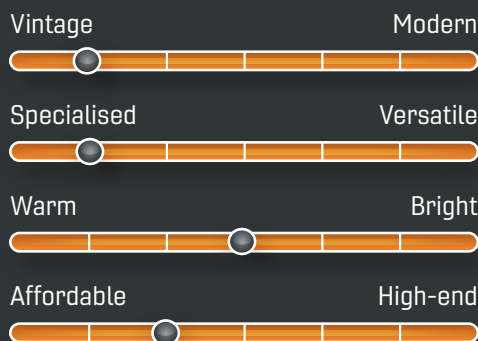 Vintage Modern
Specialised Versatile
Warm Bright
Affordable High-end